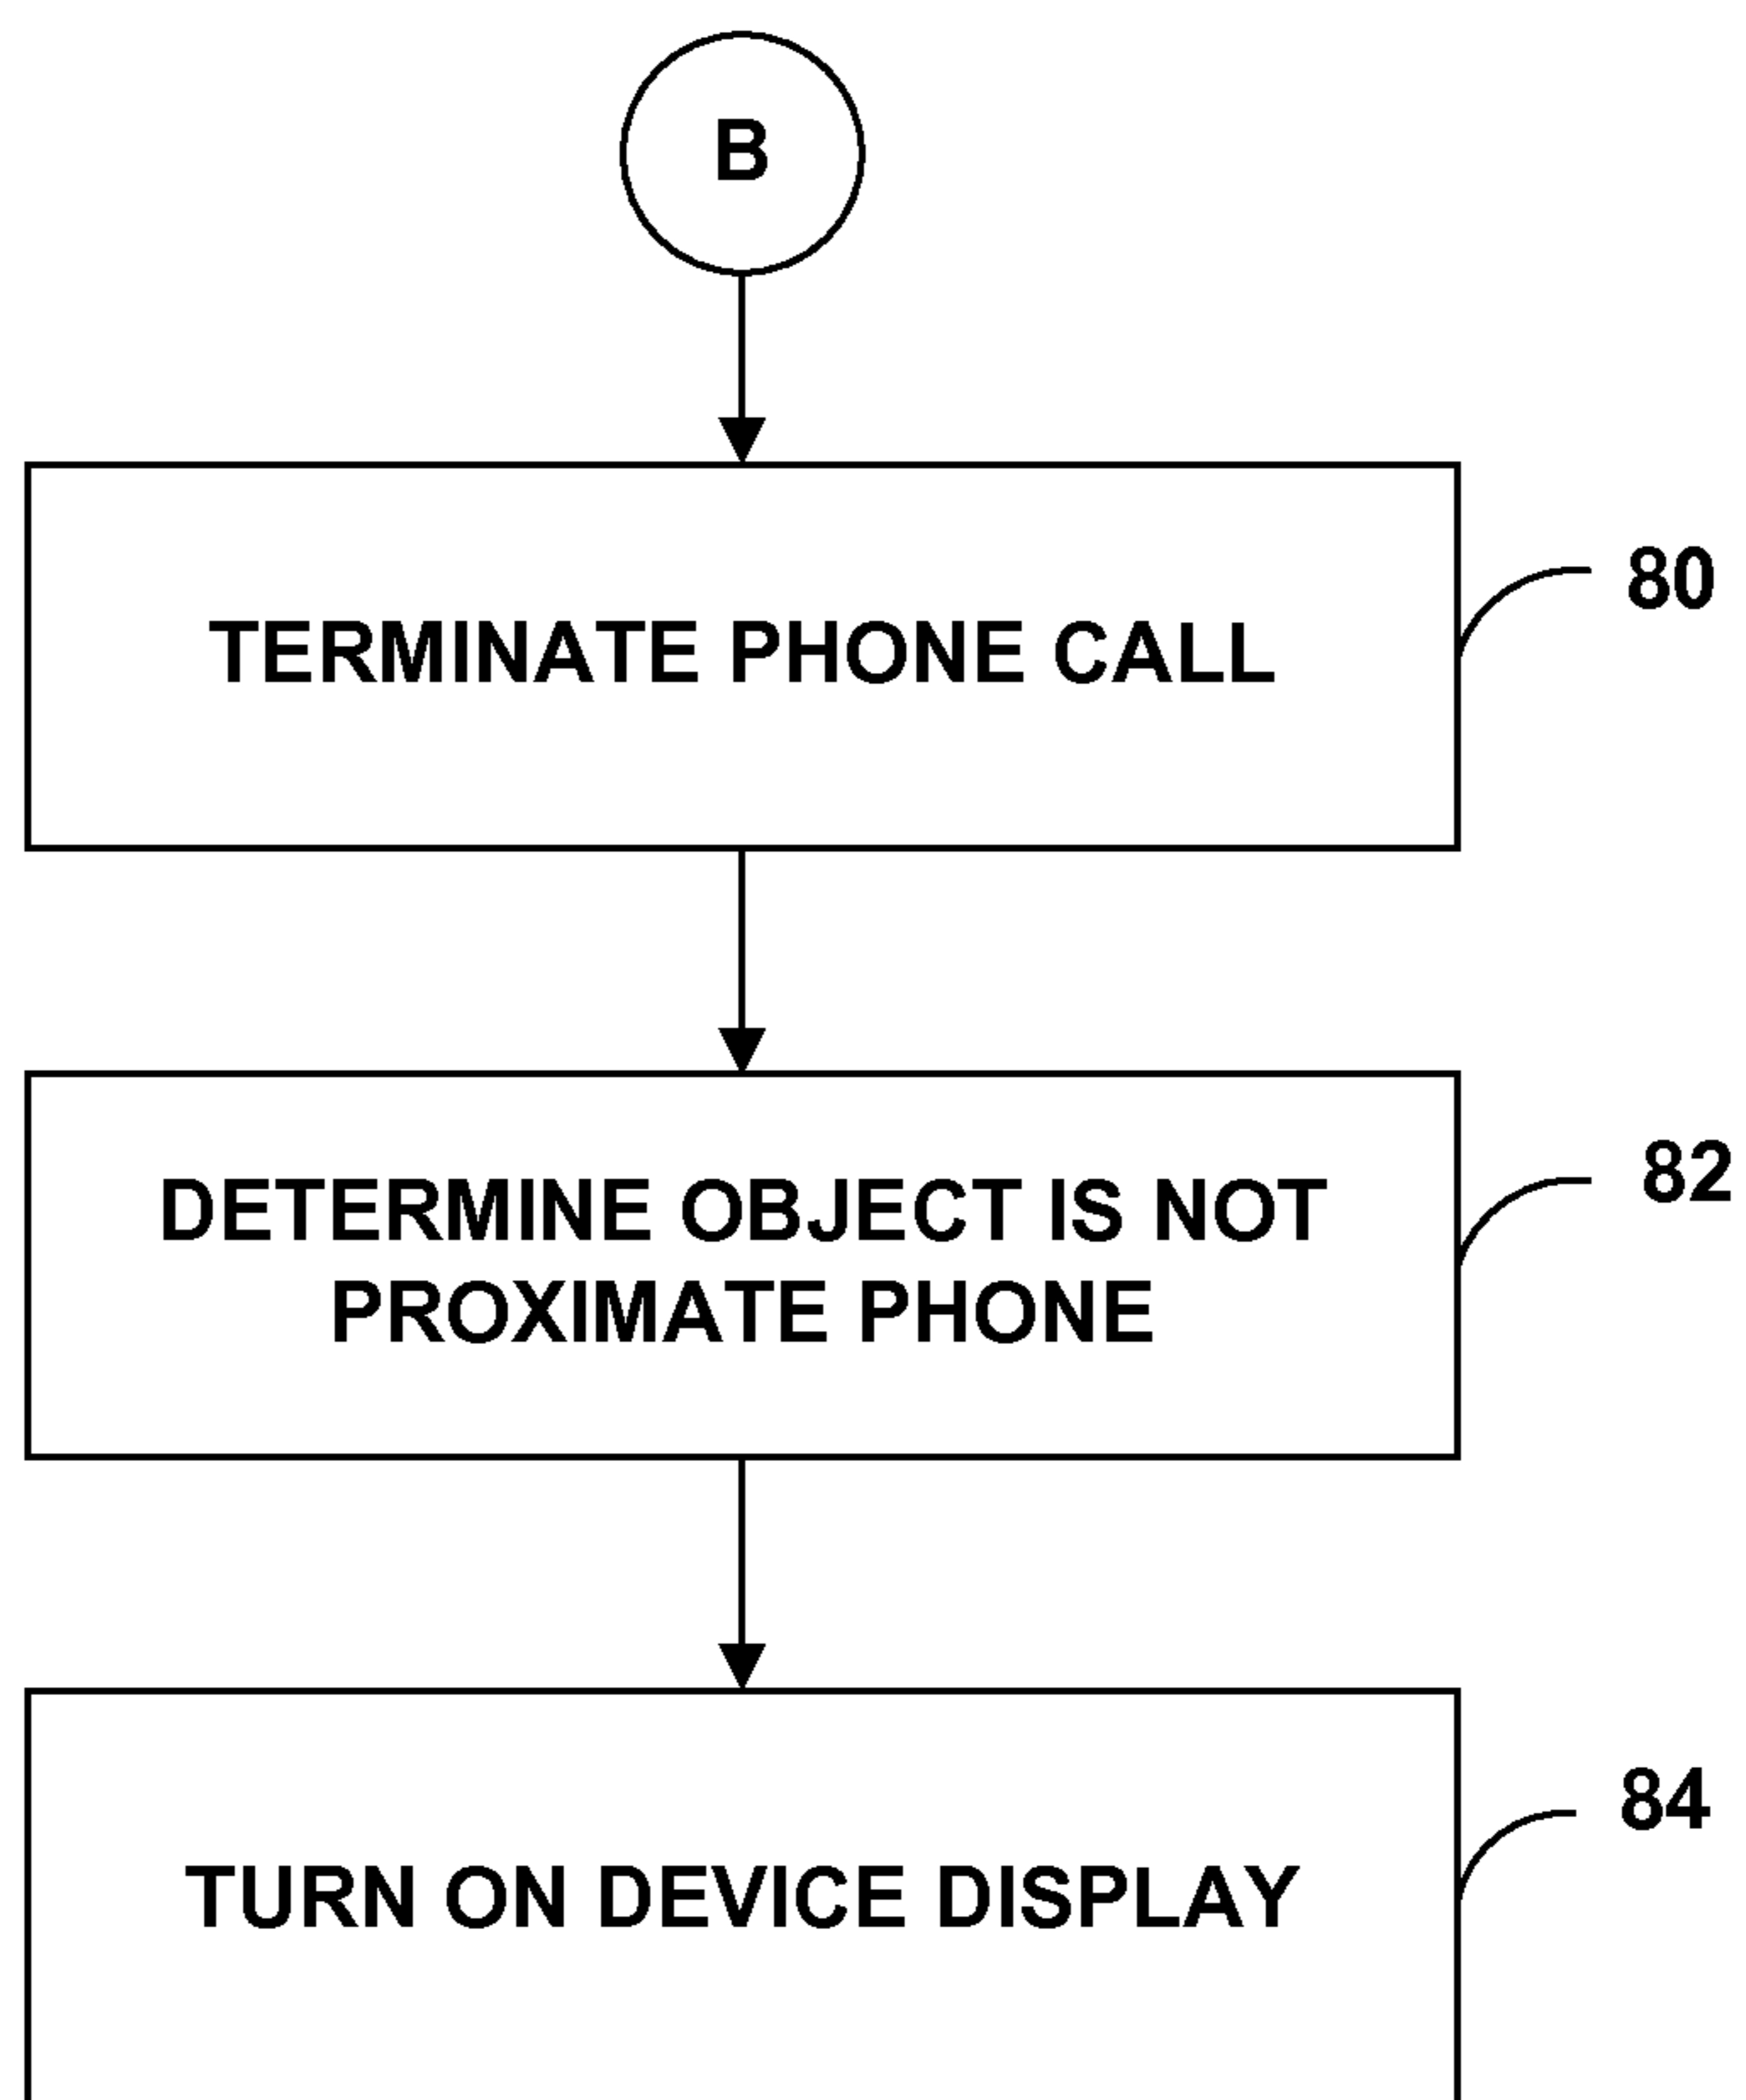 B
TERMINATE PHONE CALL
80
DETERMINE OBJECT IS NOT
PROXIMATE PHONE
82
TURN ON DEVICE DISPLAY
84